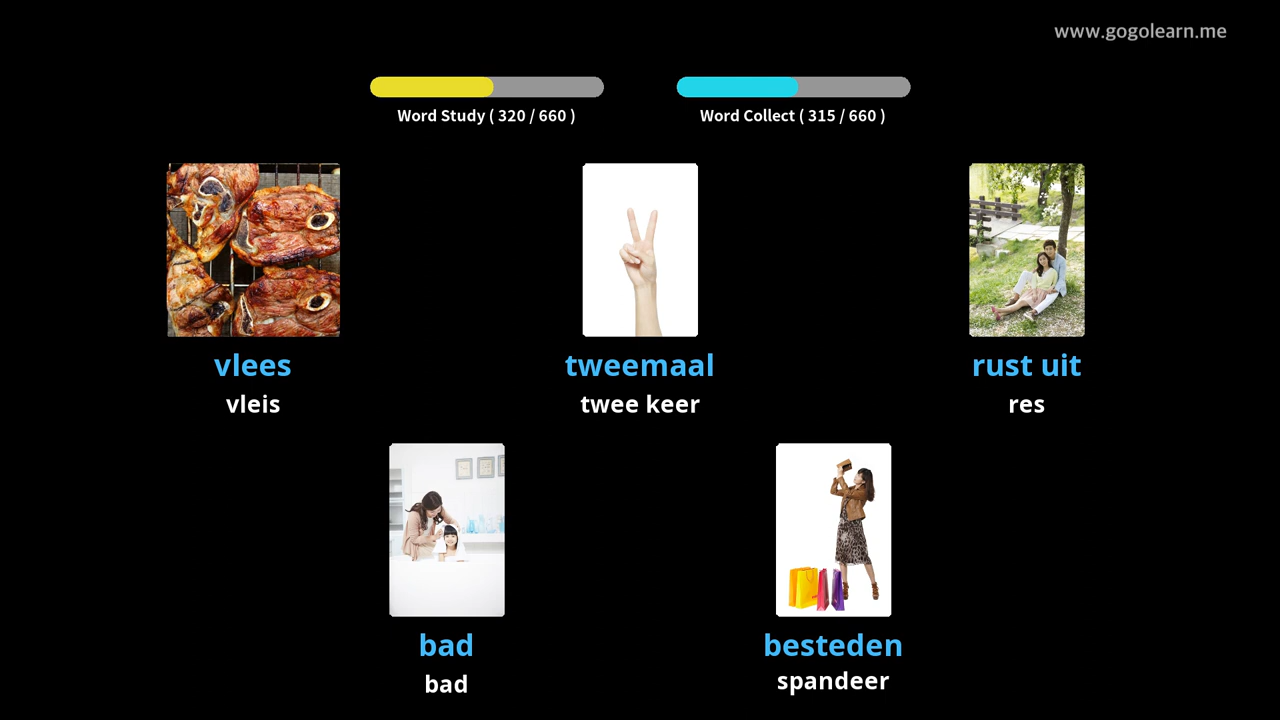 www.gogolearn.me
Word Study ( 320 / 660 )
Word Collect ( 315 / 660 )
vlees
vleis
tweemaal
twee keer
rust uit
res
bad
bad
besteden
spandeer